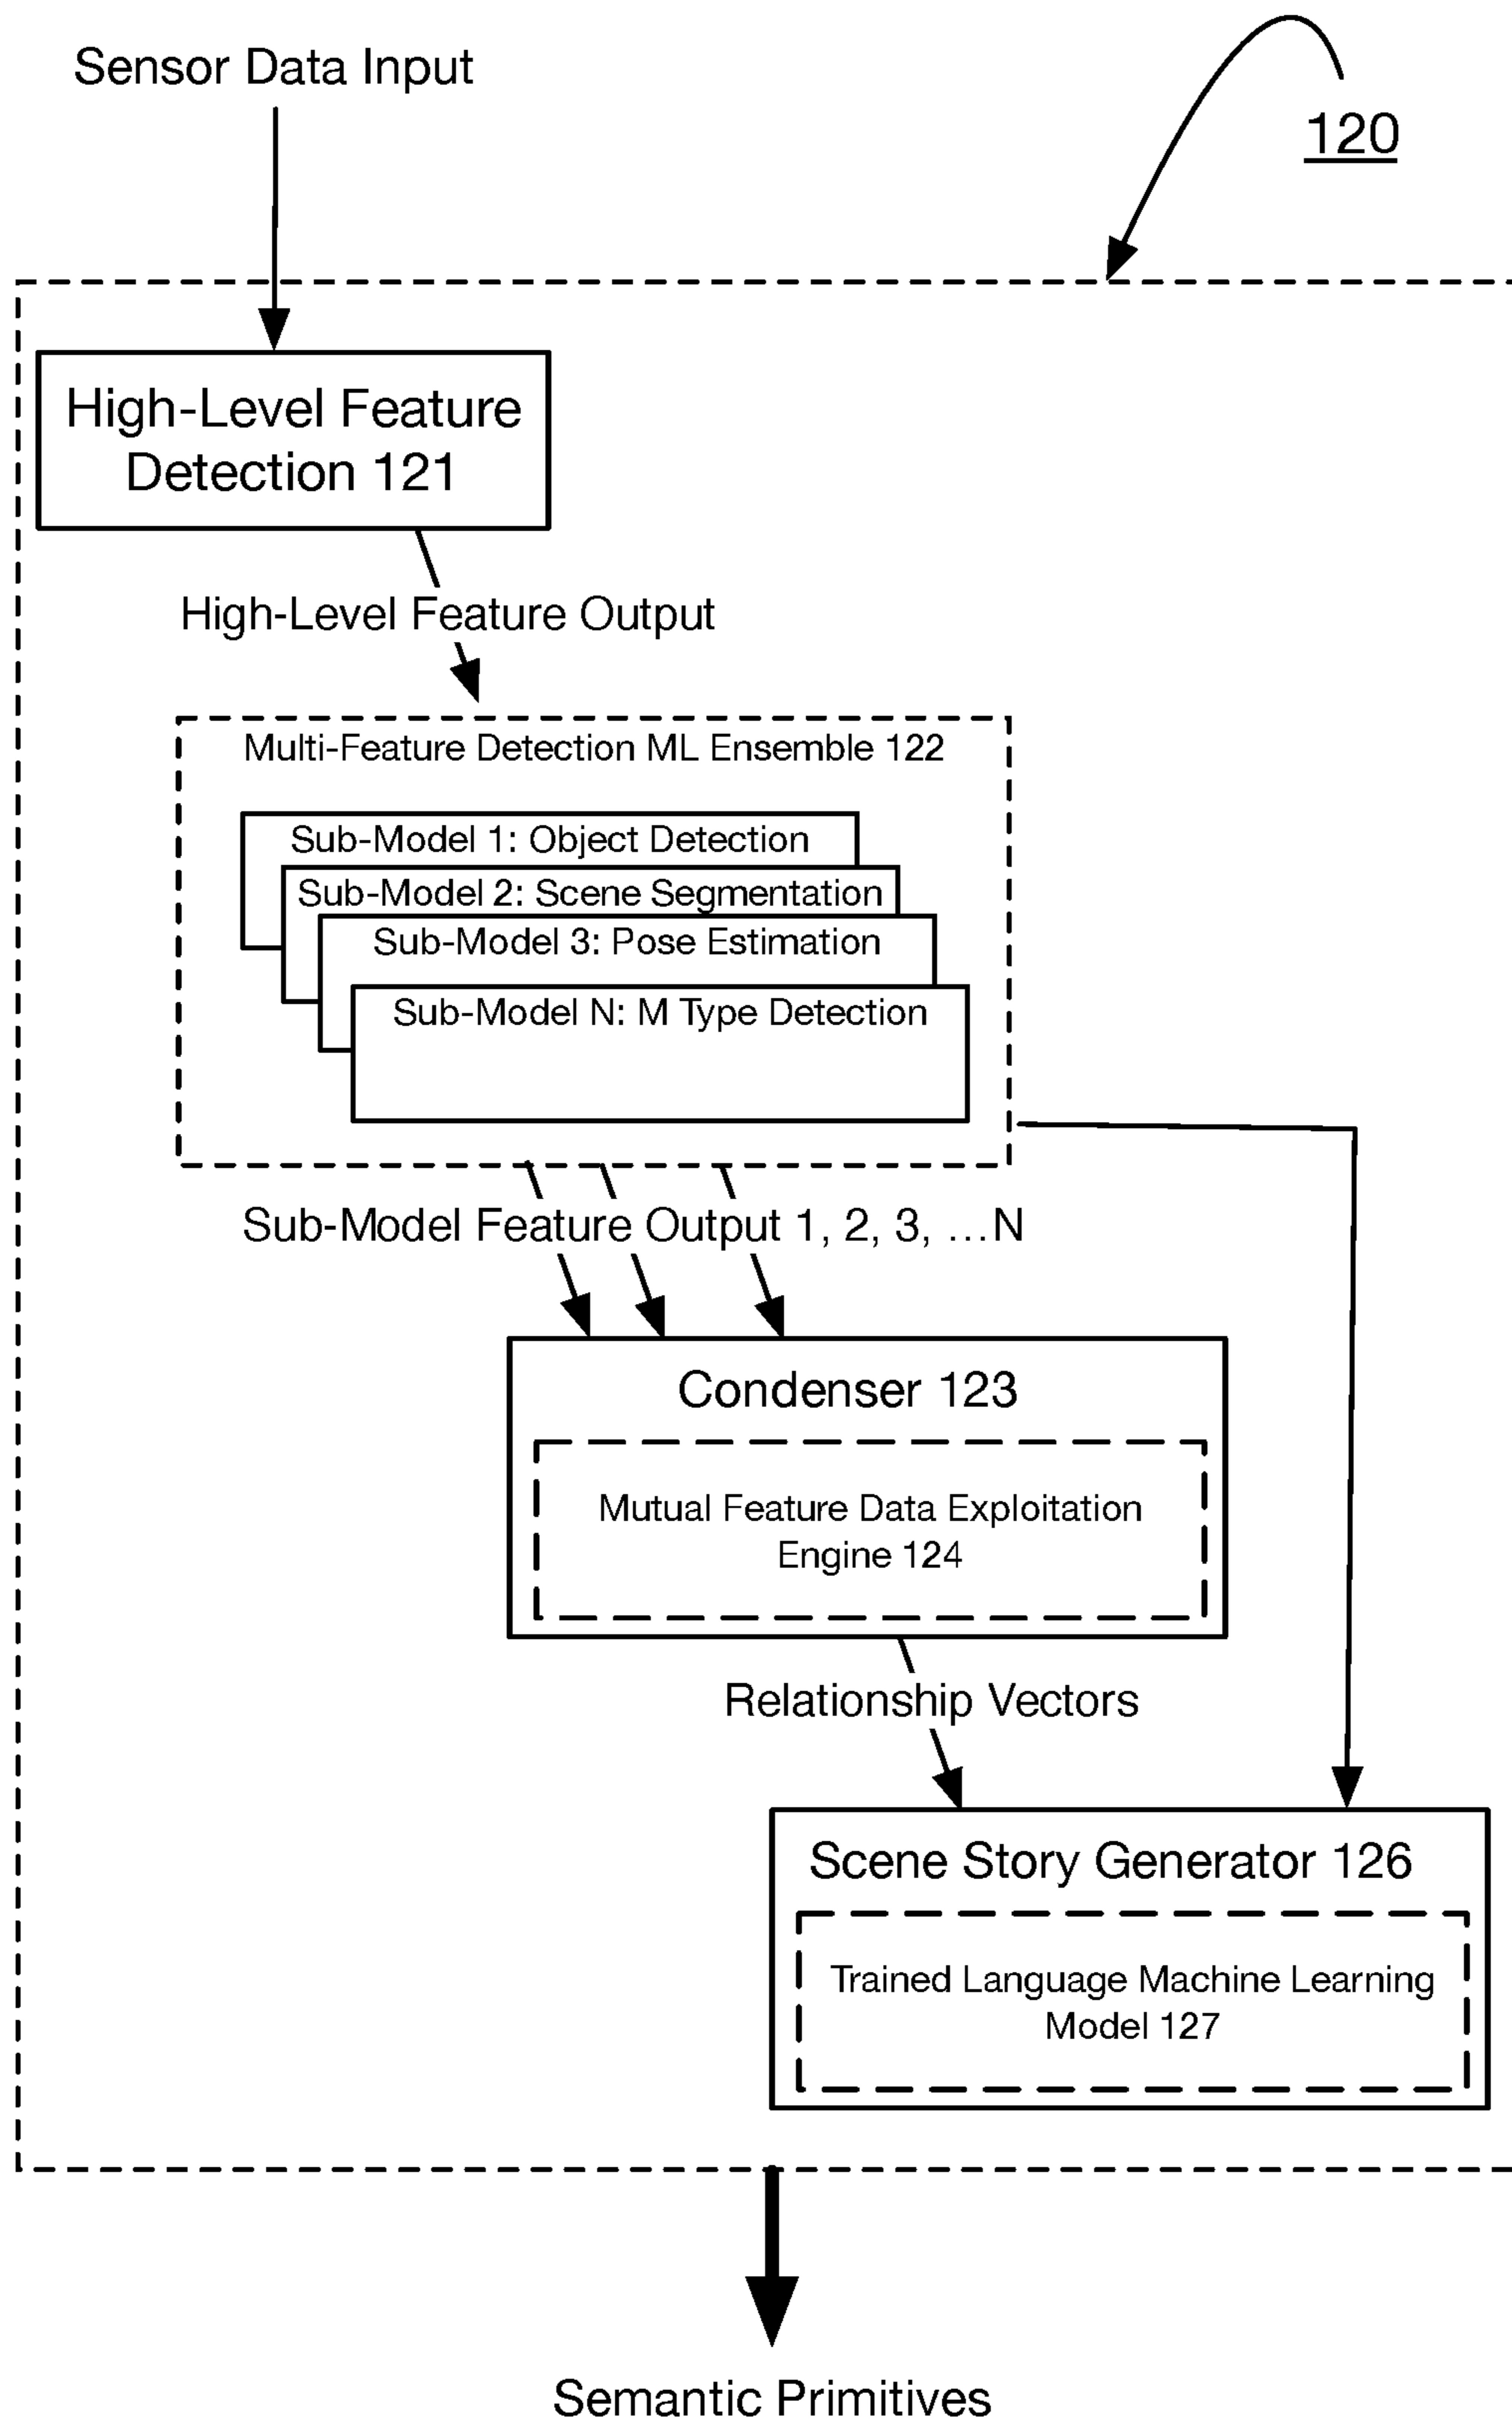 Sensor Data Input
120
High-Level Feature
Detection 121
High-Level Feature Output
Multi-Feature Detection ML Ensemble 122
Sub-Model 1: Object Detection
Sub-Model 2: Scene Segmentation
Sub-Model 3: Pose Estimation
Sub-Model N: M Type Detection
Sub-Model Feature Output 1, 2, 3, …N
Condenser 123
Mutual Feature Data Exploitation
Engine 124
Relationship Vectors
Scene Story Generator 126
Trained Language Machine Learning
Model 127
Semantic Primitives